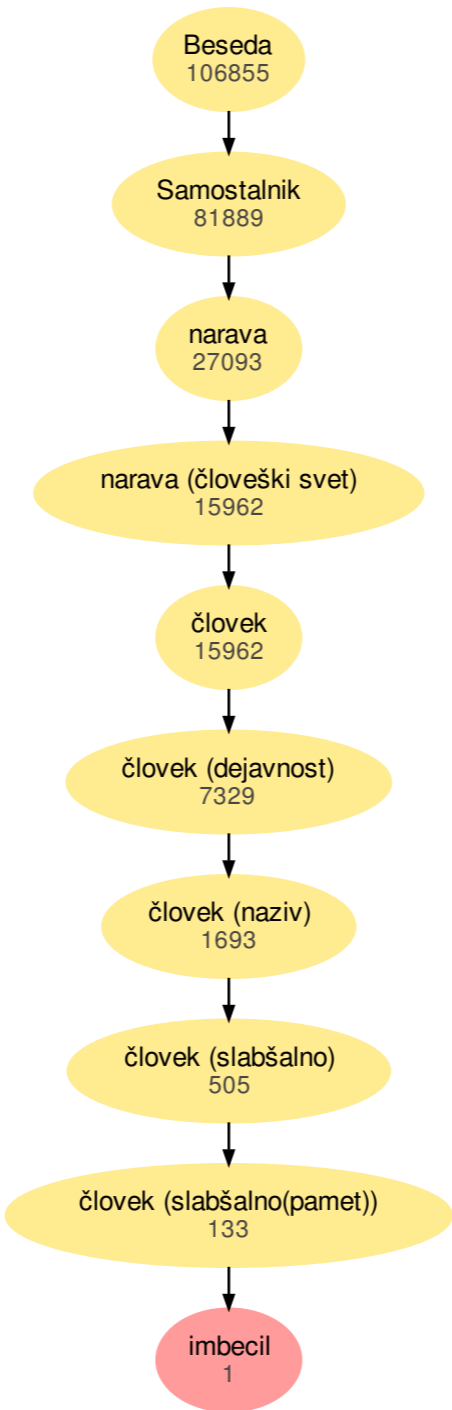 Beseda
106855
Samostalnik
81889
narava
27093
narava (človeški svet)
15962
človek
15962
človek (dejavnost)
7329
človek (naziv)
1693
človek (slabšalno)
505
človek (slabšalno(pamet))
133
imbecil
1